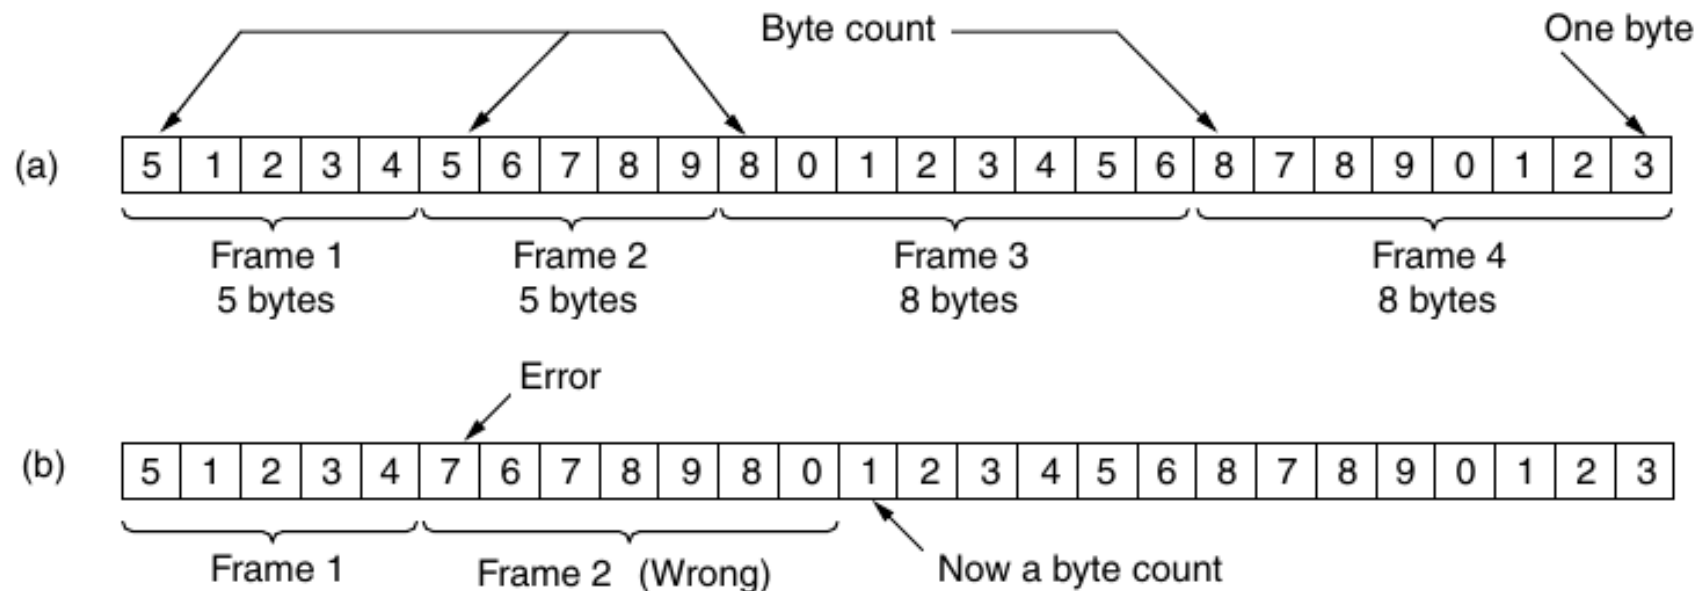 Byte count One byte
(a) 5 1 2 3 4 5 6 7 8 9 8 0 1 2 3 4 5 6 8 7 8 9 0 1 2 3
Frame 1 Frame 2 Frame 3 Frame 4
5 bytes 5 bytes 8 bytes 8 bytes
Error
(b) 5 1 2 3 4 7 6 7 8 9 8 0 1 2 3 4 5 6 8 7 8 9 0 1 2 3
Frame 1 Frame 2 (Wrong) Now a byte count